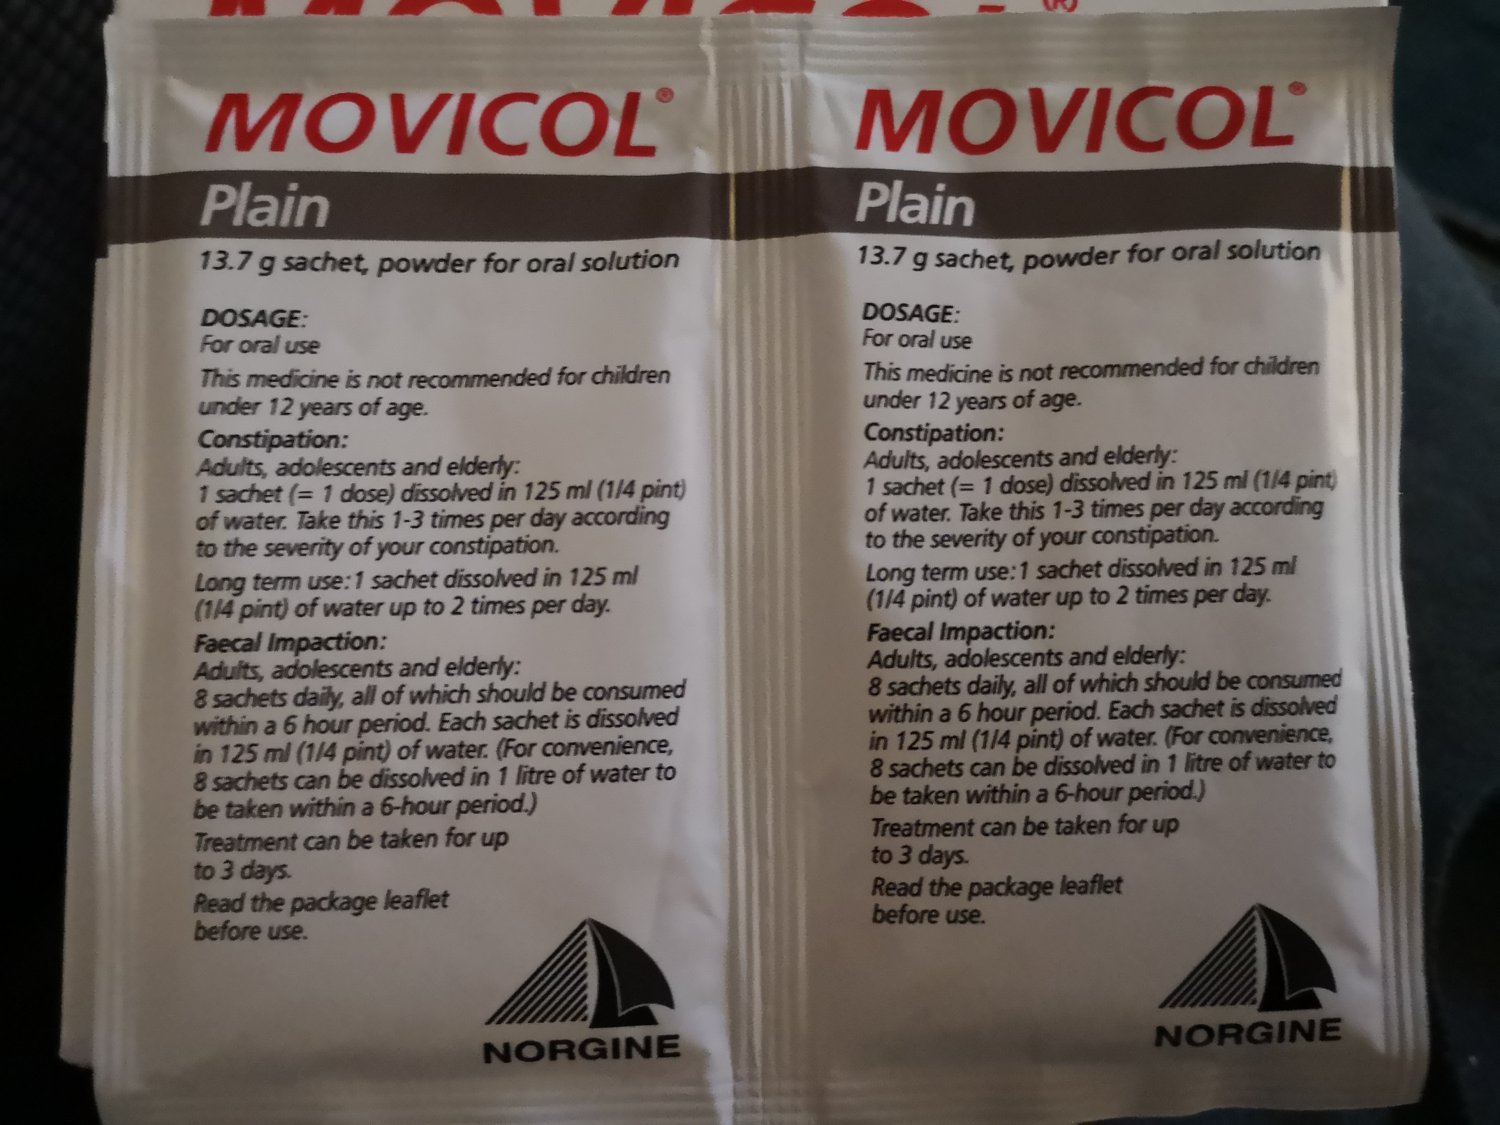 MOVICOL®
MOVICOL®
Plain
13.7 g sachet, powder for oral solution
DOSAGE:
For oral use
This medicine is not recommended for children
under 12 years of age.
Constipation:
Adults, adolescents and elderly:
1 sachet (= 1 dose) dissolved in 125 ml (1/4 pint)
of water. Take this 1-3 times per day according
to the severity of your constipation.
Long term use:1 sachet dissolved in 125 ml
(1/4 pint) of water up to 2 times per day.
Faecal Impaction:
Adults, adolescents and elderly:
8 sachets daily, all of which should be consumed
within a 6 hour period. Each sachet is dissolved
in 125 ml (1/4 pint) of water. (For convenience,
8 sachets can be dissolved in 1 litre of water to
be taken within a 6-hour period.)
Treatment can be taken for up
to 3 days.
Read the package leaflet
before use.
NORGINE
MOVICOL®
Plain
13.7 g sachet, powder for oral solution
DOSAGE:
For oral use
This medicine is not recommended for children
under 12 years of age.
Constipation:
Adults, adolescents and elderly:
1 sachet (= 1 dose) dissolved in 125 ml (1/4 pint)
of water. Take this 1-3 times per day according
to the severity of your constipation.
Long term use:1 sachet dissolved in 125 ml
(1/4 pint) of water up to 2 times per day.
Faecal Impaction:
Adults, adolescents and elderly:
8 sachets daily, all of which should be consumed
within a 6 hour period. Each sachet is dissolved
in 125 ml (1/4 pint) of water. (For convenience,
8 sachets can be dissolved in 1 litre of water to
be taken within a 6-hour period.)
Treatment can be taken for up
to 3 days.
Read the package leaflet
before use.
NORGINE